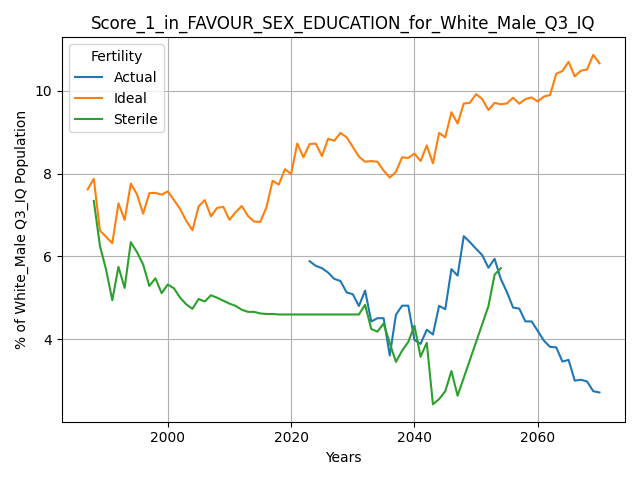 Score_1_in_FAVOUR_SEX_EDUCATION_for_White_Male_Q3_IQ
Fertility
Actual
Ideal
Sterile
% of White_Male Q3_IQ Population
10
8
6
4
2000
2020
2040
2060
Years